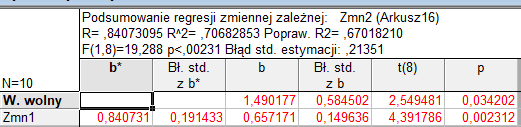 Podsumowanie regresji zmiennej zależnej: Zmn2 (Arkusz16)
R= ,84073095 R^2= ,70682853 Popraw. R2= ,67018210
F(1,8)=19,288 p<,00231 Błąd std. estymacji: ,21351
N=10 b* Bł. std. z b* b Bł. std. z b t(8) p
W. wolny 1,490177 0,584502 2,549481 0,034202
Zmn1 0,840731 0,191433 0,657171 0,149636 4,391786 0,002312